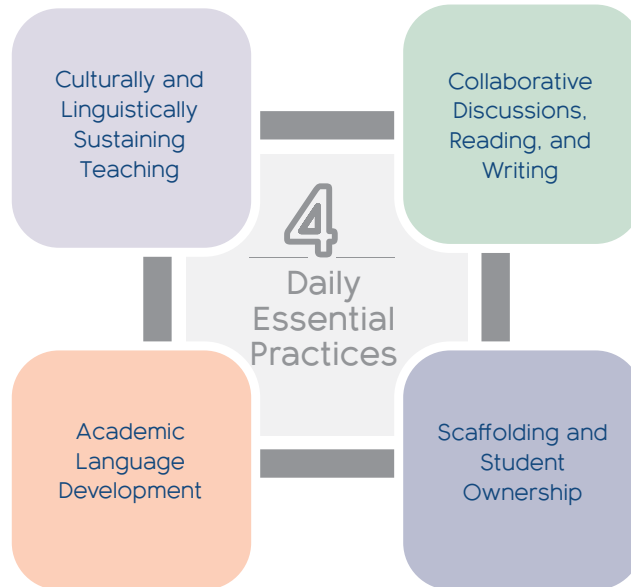 Culturally and
Linguistically
Sustaining
Teaching
Collaborative
Discussions,
Reading, and
Writing
4
Daily
Essential
Practices
Academic
Language
Development
Scaffolding and
Student
Ownership